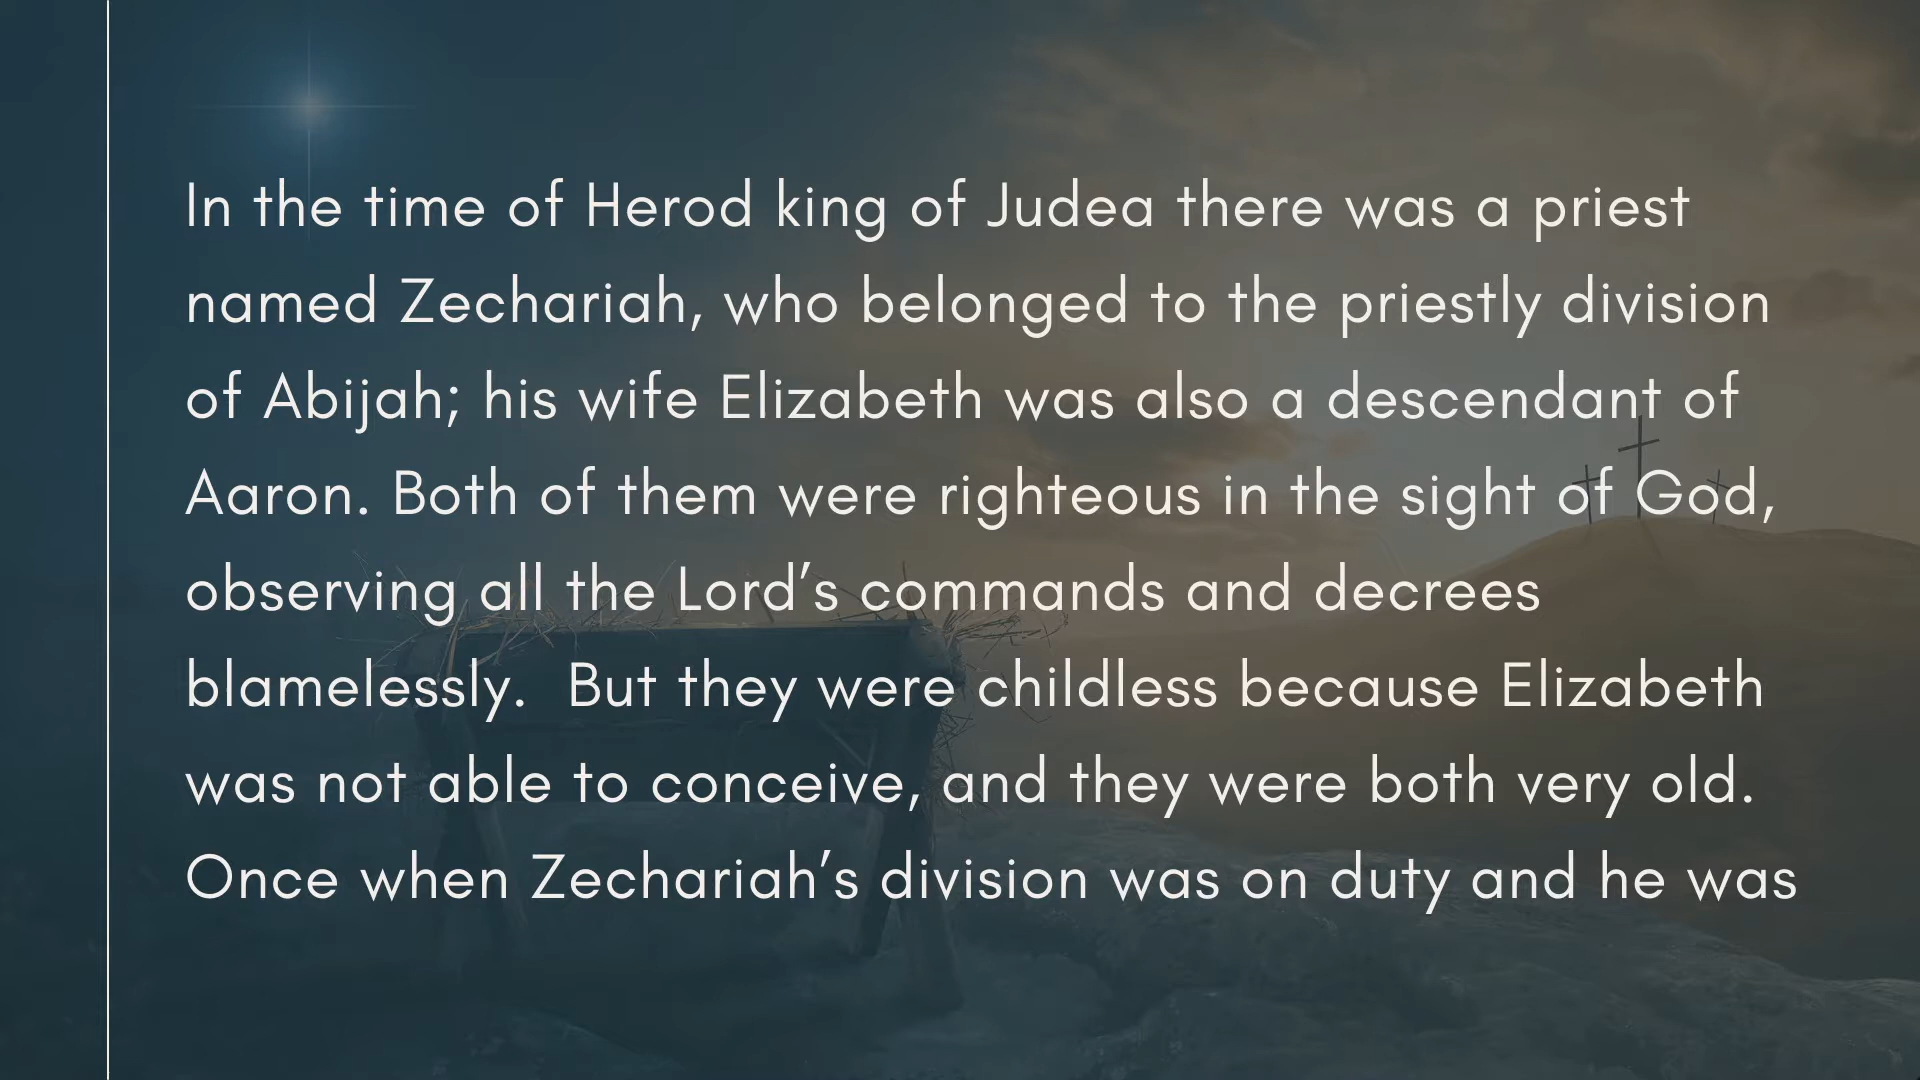 In the time of Herod king of Judea there was a priest
named Zechariah, who belonged to the priestly division
of Abijah; his wife Elizabeth was also a descendant of
Aaron. Both of them were righteous in the sight of God,
observing all the Lord’s commands and decrees
blamelessly.  But they were childless because Elizabeth
was not able to conceive, and they were both very old.
Once when Zechariah’s division was on duty and he was